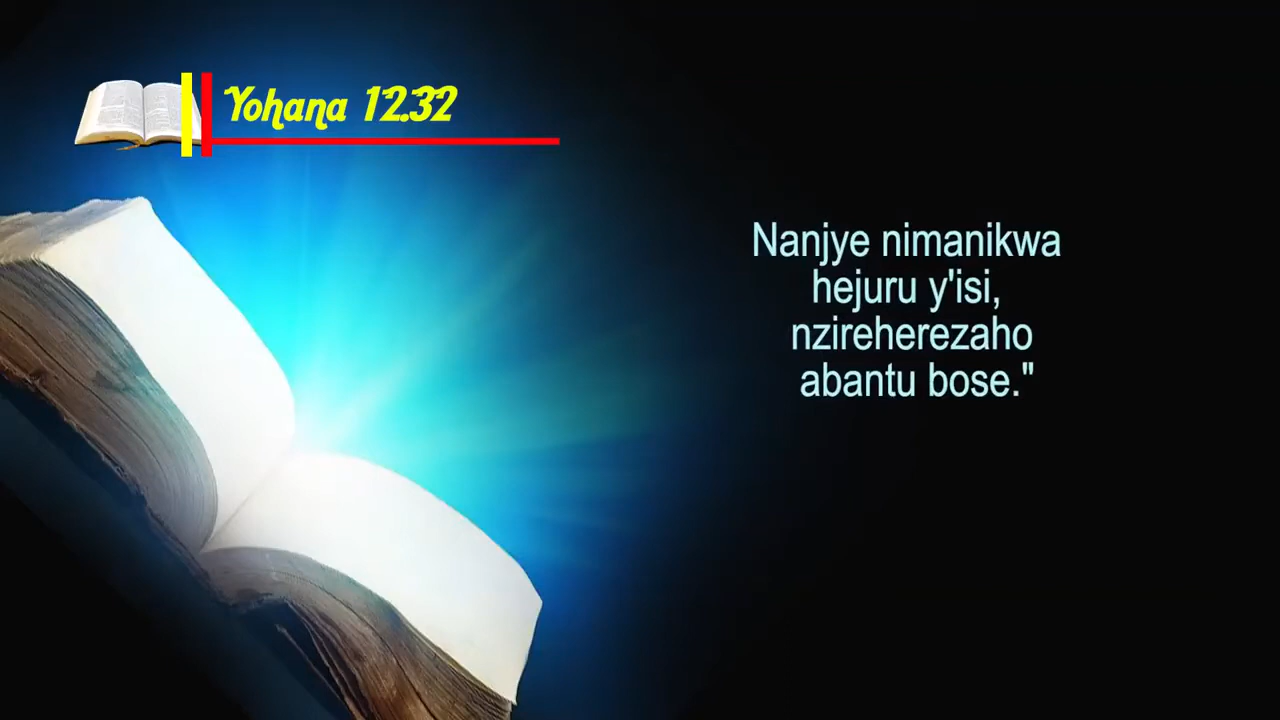 Yohana 12.32
Nanjye nimanikwa
hejuru y'isi,
nzireherezaho
abantu bose."